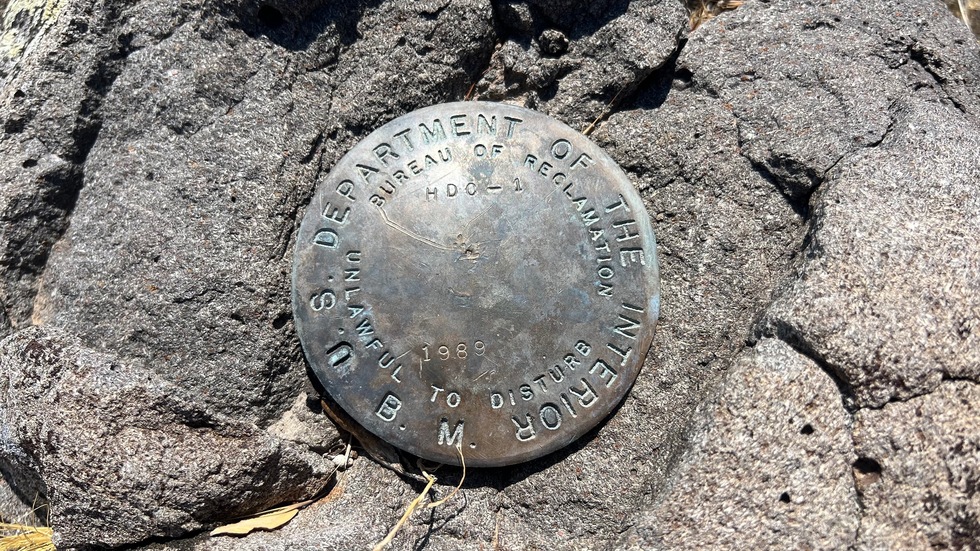 U. S. DEPARTMENT OF THE INTERIOR
BUREAU OF RECLAMATION
HDC-1
1989
UNLAWFUL TO DISTURB
B. M.